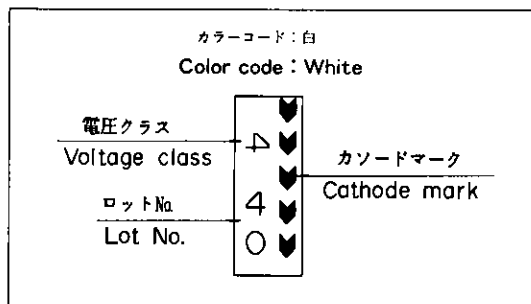 カラーコード：白
Color code : White
電圧クラス
Voltage class
4
カソードマーク
Cathode mark
ロットNo.
Lot No.
4
0